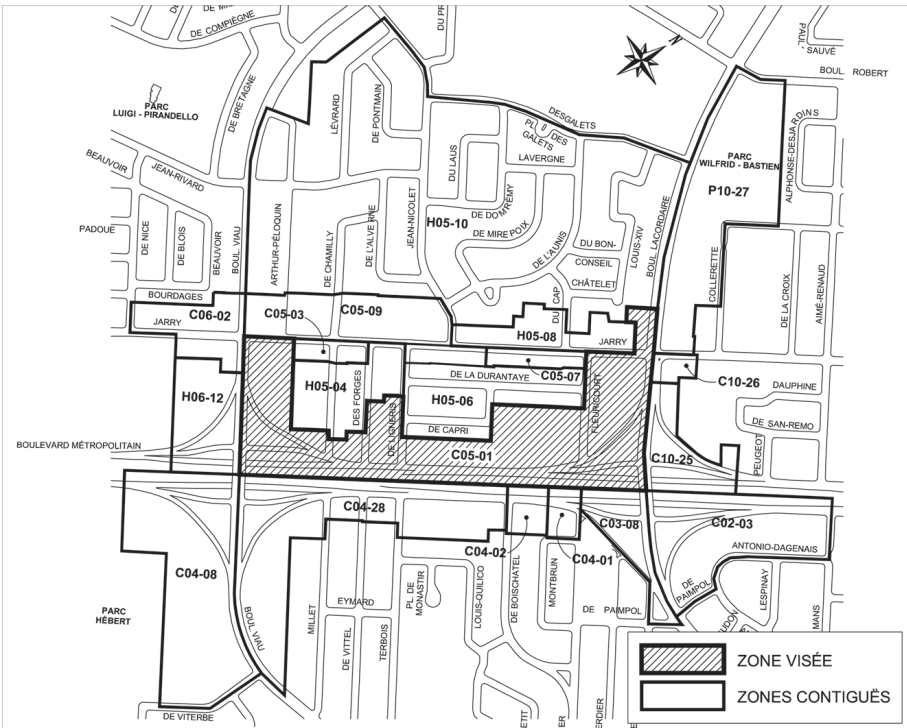 DE COMPIÈGNE
PAUL-
SAUVÉ
BOUL. ROBERT
N
PARC
LUIGI - PIRANDELLO
DE BRETAGNE
LÉVRARD
DE PONTMAIN
DESGALETS
PL. DES
GALETS
LAVERGNE
PARC
WILFRID - BASTIEN
ALPHONSE-DESJARDINS
P10-27
BEAUVOIR
JEAN-RIVARD
DU LAUS
DE DOMRÉMY
DE MIREPOIX
H05-10
DE L'AUNIS
DU BON-
CONSEIL
CHÂTELET
LOUIS-XIV
BOUL. LACORDAIRE
PADOUE
DE NICE
DE BLOIS
BEAUVOIR
BOUL. VIAU
ARTHUR-PÉLOQUIN
DE CHAMILLY
DE L'ALVERNE
JEAN-NICOLET
DU CAP
COLLERETTE
DE LA CROIX
AIMÉ-RENAUD
BOURDAGES
C06-02
JARRY
C05-03
C05-09
H05-08
JARRY
C05-07
DE LA DURANTAYE
C10-26
DAUPHINE
H06-12
H05-04
DES FORGES
DE LIGNERIS
H05-06
DE CAPRI
FLEURICOURT
DE SAN-REMO
PEUGEOT
BOULEVARD MÉTROPOLITAIN
C05-01
C10-25
C04-28
C04-02
C04-01
C03-08
C02-03
ANTONIO-DAGENAIS
C04-08
PARC
HÉBERT
BOUL. VIAU
MILLET
EYMARD
DE VITTEL
TERBOIS
PL. DE
MONASTIR
LOUIS-QUILICO
DE BOISCHATEL
MONTBRUN
DE PAIMPOL
DE
PAIMPOL
LESPINAY
MANS
DE VITERBE
ZONE VISÉE
ZONES CONTIGUËS